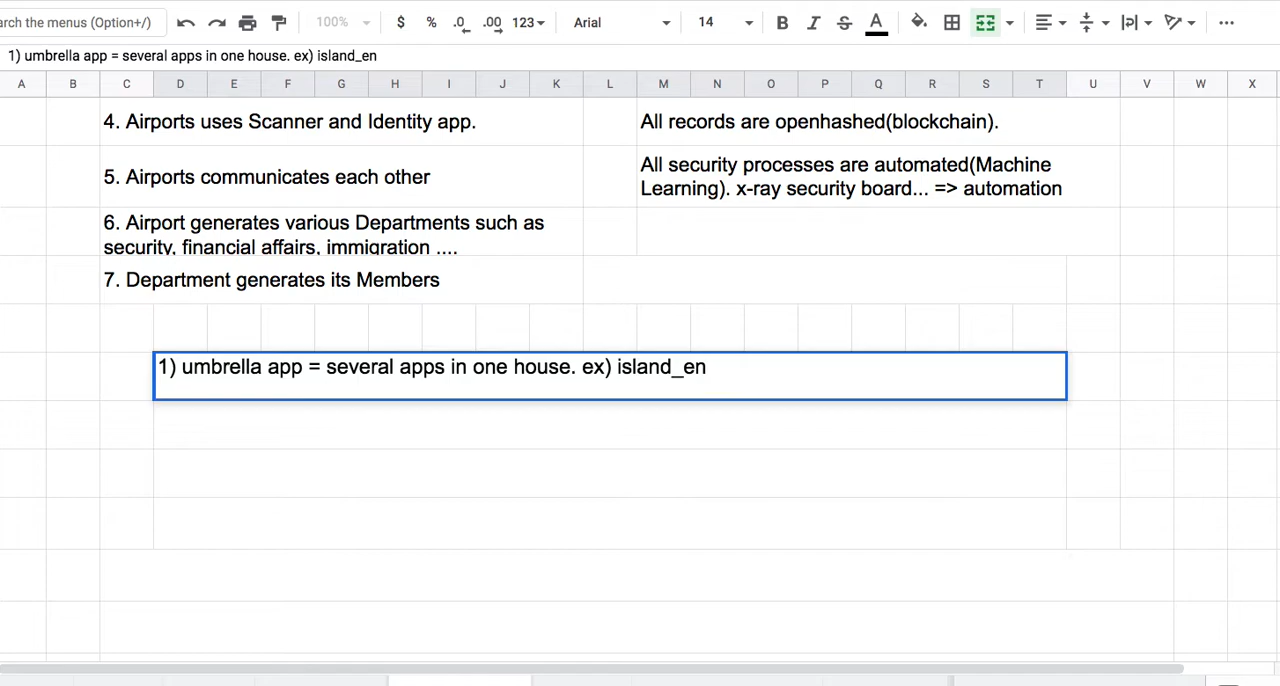 arch the menus (Option+/)
100%
$ % .0 .00 123
Arial
14
B I S A
1) umbrella app = several apps in one house. ex) island_en
A B C D E F G H I J K L M N O P Q R S T U V W X
4. Airports uses Scanner and Identity app.
All records are openhashed(blockchain).
5. Airports communicates each other
All security processes are automated(Machine
Learning). x-ray security board... => automation
6. Airport generates various Departments such as
security, financial affairs, immigration ....
7. Department generates its Members
1) umbrella app = several apps in one house. ex) island_en